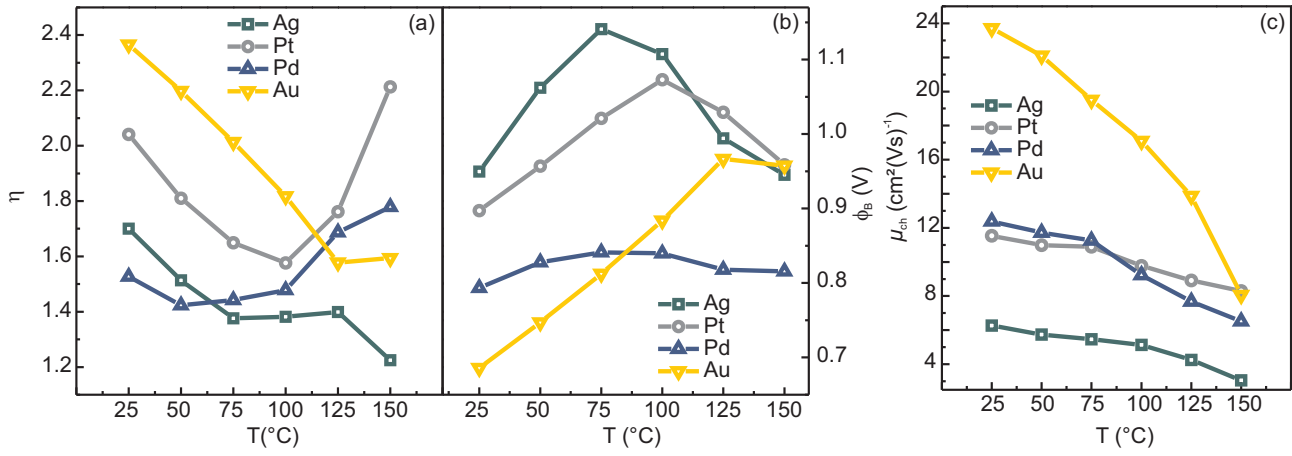 (a)
Ag
Pt
Pd
Au
2.4
2.2
2.0
1.8
1.6
1.4
1.2
η
25 50 75 100 125 150
T(°C)
(b)
1.1
1.0
0.9
0.8
0.7
ϕB (V)
Ag
Pt
Pd
Au
25 50 75 100 125 150
T (°C)
(c)
24
20
16
12
8
4
μch (cm²(Vs)⁻¹)
Ag
Pt
Pd
Au
25 50 75 100 125 150
T (°C)